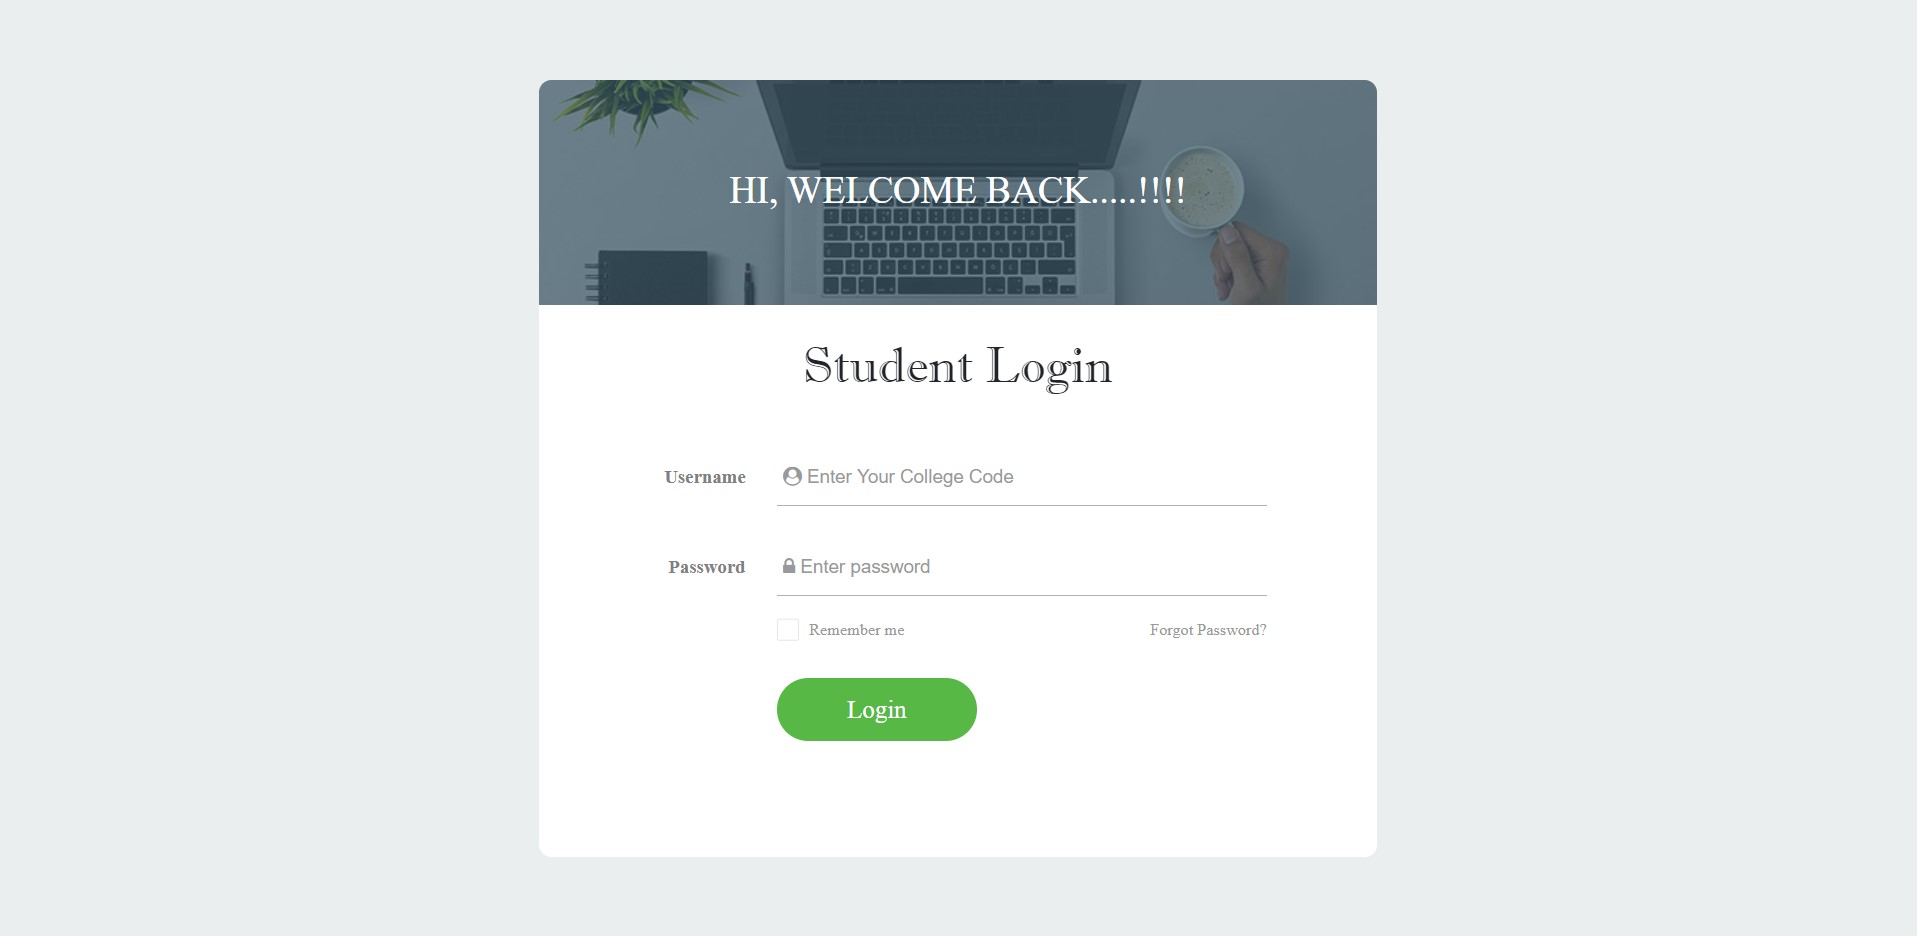 HI, WELCOME BACK.....!!!!
Student Login
Username
Enter Your College Code
Password
Enter password
Remember me
Forgot Password?
Login